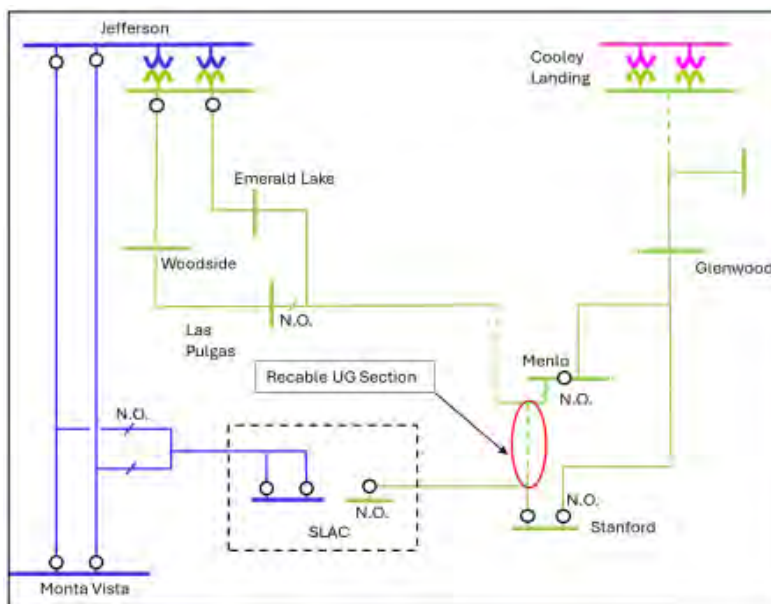 Jefferson
Cooley
Landing
Emerald Lake
Woodside
Glenwood
N.O.
Las
Pulgas
Menlo
Recable UG Section
N.O.
N.O.
N.O.
N.O.
SLAC
Stanford
Monta Vista